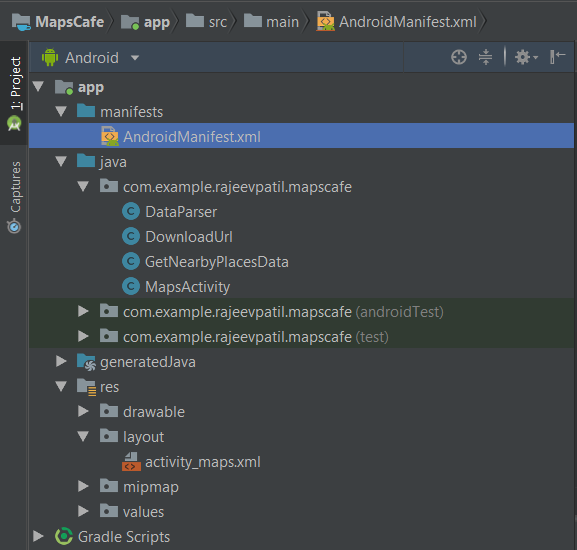 MapsCafe app src main AndroidManifest.xml
1: Project
Captures
Android
app
manifests
AndroidManifest.xml
java
com.example.rajeevpatil.mapscafe
DataParser
DownloadUrl
GetNearbyPlacesData
MapsActivity
com.example.rajeevpatil.mapscafe (androidTest)
com.example.rajeevpatil.mapscafe (test)
generatedJava
res
drawable
layout
activity_maps.xml
mipmap
values
Gradle Scripts